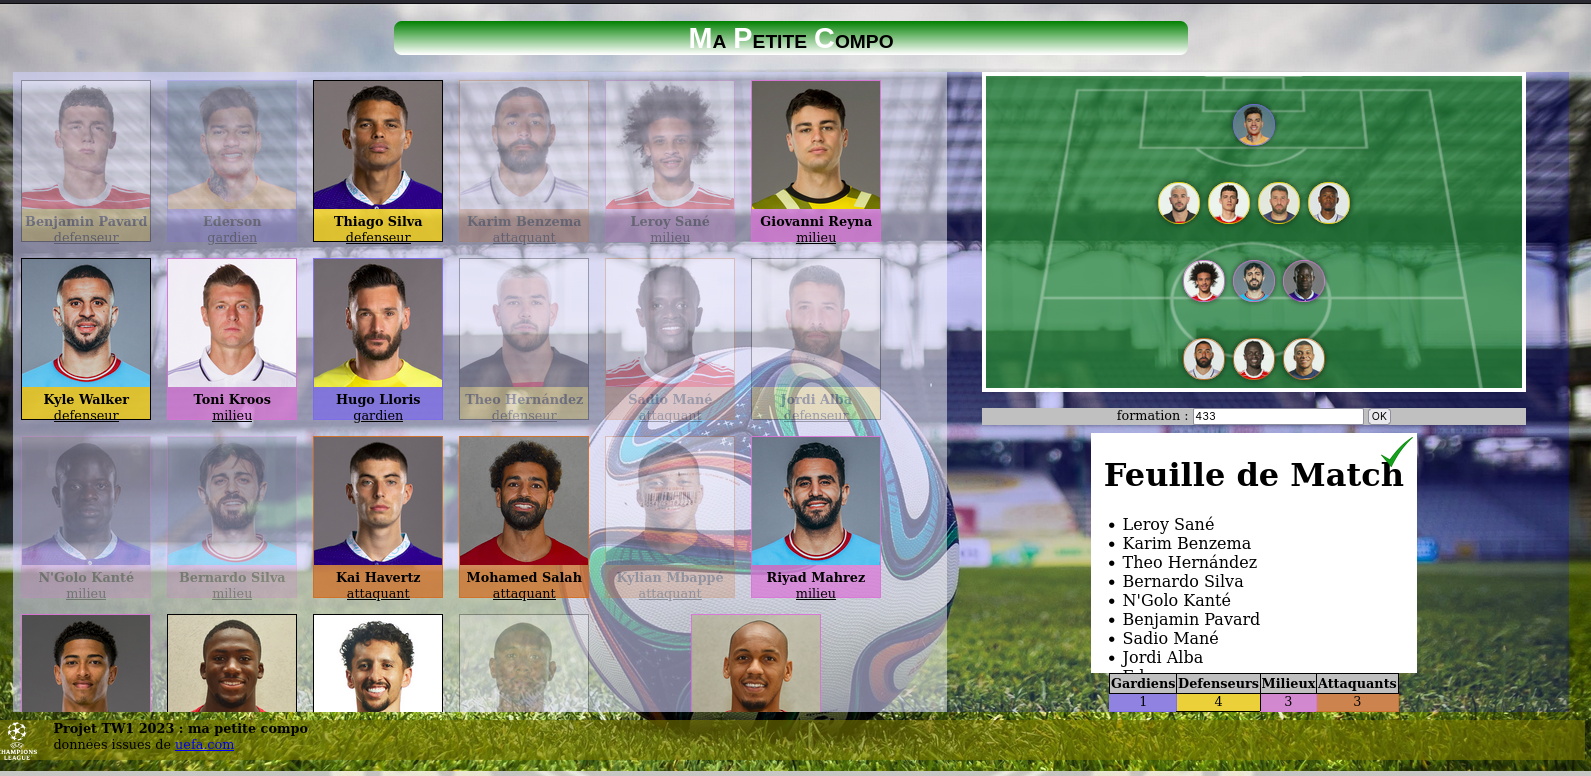 Ma Petite Compo
Benjamin Pavard
defenseur
Ederson
gardien
Thiago Silva
defenseur
Karim Benzema
attaquant
Leroy Sané
milieu
Giovanni Reyna
milieu
Kyle Walker
defenseur
Toni Kroos
milieu
Hugo Lloris
gardien
Theo Hernández
defenseur
Sadio Mané
attaquant
Jordi Alba
defenseur
N'Golo Kanté
milieu
Bernardo Silva
milieu
Kai Havertz
attaquant
Mohamed Salah
attaquant
Kylian Mbappé
attaquant
Riyad Mahrez
milieu
formation : 433 OK
Feuille de Match
• Leroy Sané
• Karim Benzema
• Theo Hernández
• Bernardo Silva
• N'Golo Kanté
• Benjamin Pavard
• Sadio Mané
• Jordi Alba
Gardiens Defenseurs Milieux Attaquants
1 4 3 3
Projet TW1 2023 : ma petite compo
données issues de uefa.com
CHAMPIONS
LEAGUE